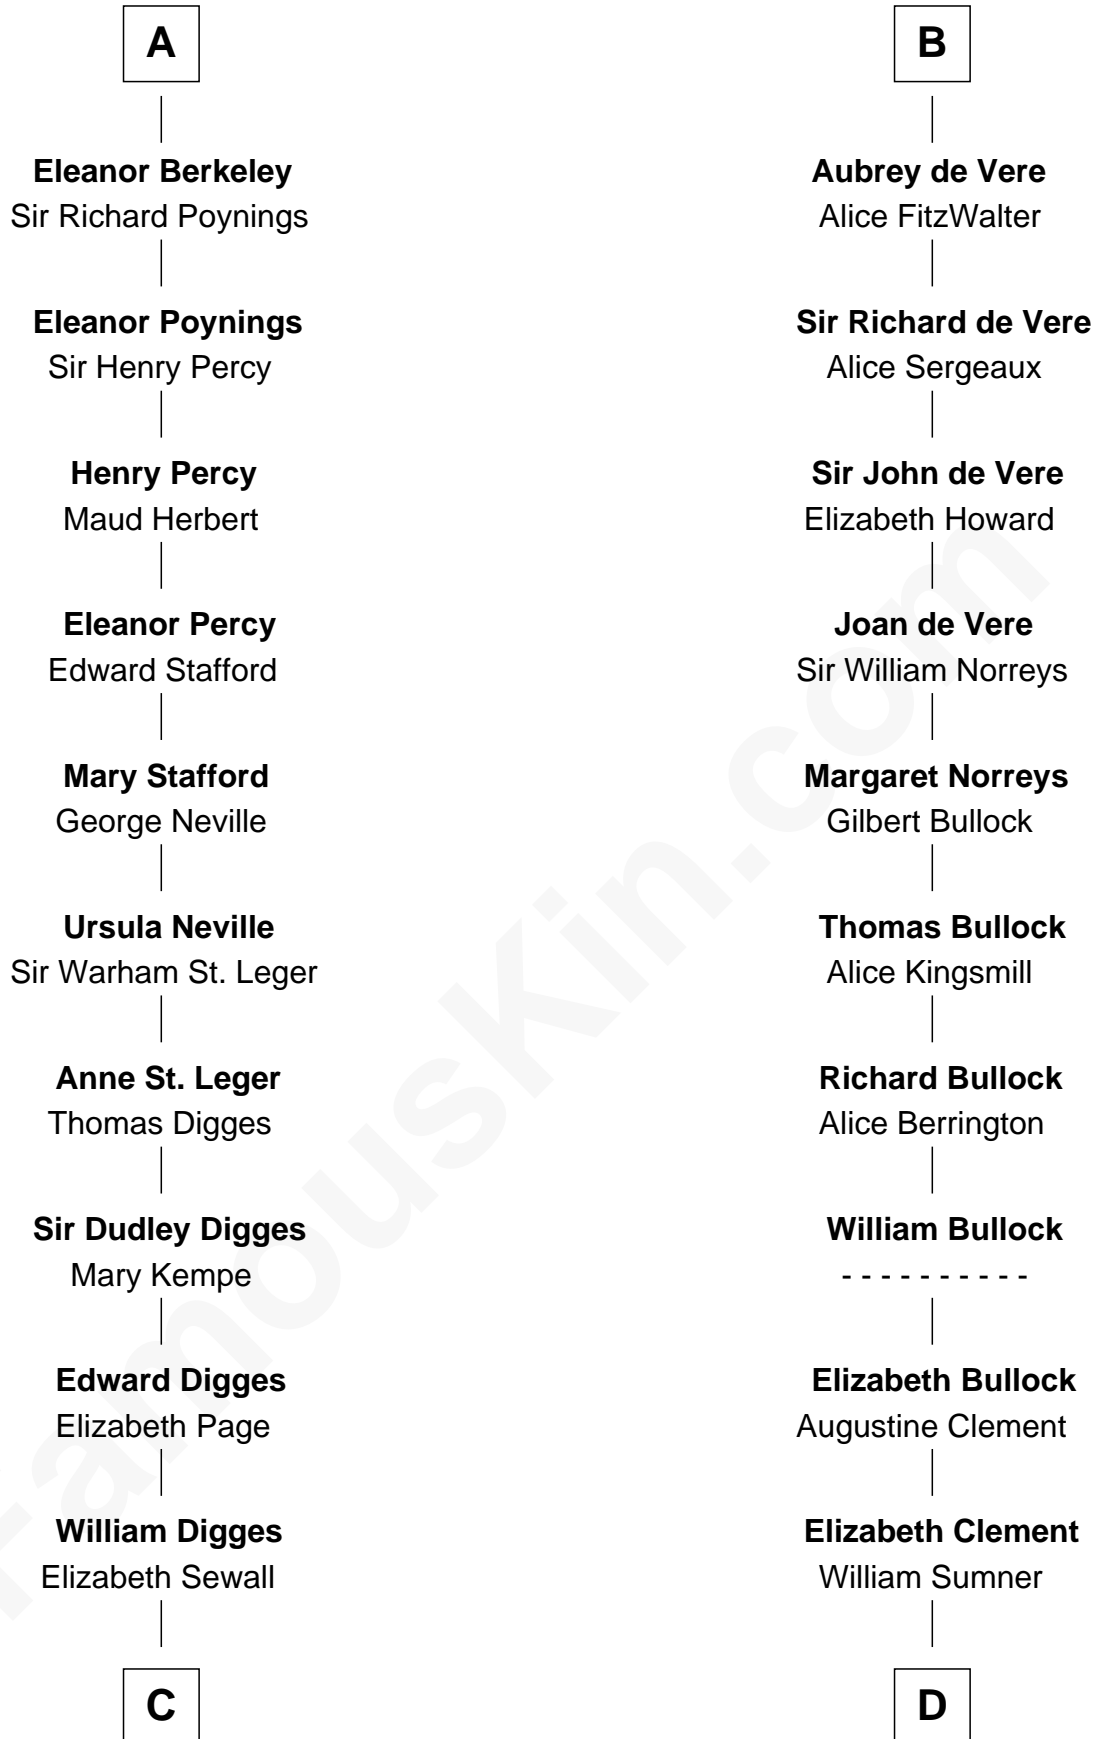 A
Eleanor Berkeley
Sir Richard Poynings
Eleanor Poynings
Sir Henry Percy
Henry Percy
Maud Herbert
Eleanor Percy
Edward Stafford
Mary Stafford
George Neville
Ursula Neville
Sir Warham St. Leger
Anne St. Leger
Thomas Digges
Sir Dudley Digges
Mary Kempe
Edward Digges
Elizabeth Page
William Digges
Elizabeth Sewall
C
B
Aubrey de Vere
Alice FitzWalter
Sir Richard de Vere
Alice Sergeaux
Sir John de Vere
Elizabeth Howard
Joan de Vere
Sir William Norreys
Margaret Norreys
Gilbert Bullock
Thomas Bullock
Alice Kingsmill
Richard Bullock
Alice Berrington
William Bullock
- - - - - - - - - -
Elizabeth Bullock
Augustine Clement
Elizabeth Clement
William Sumner
D
FamousKin.com